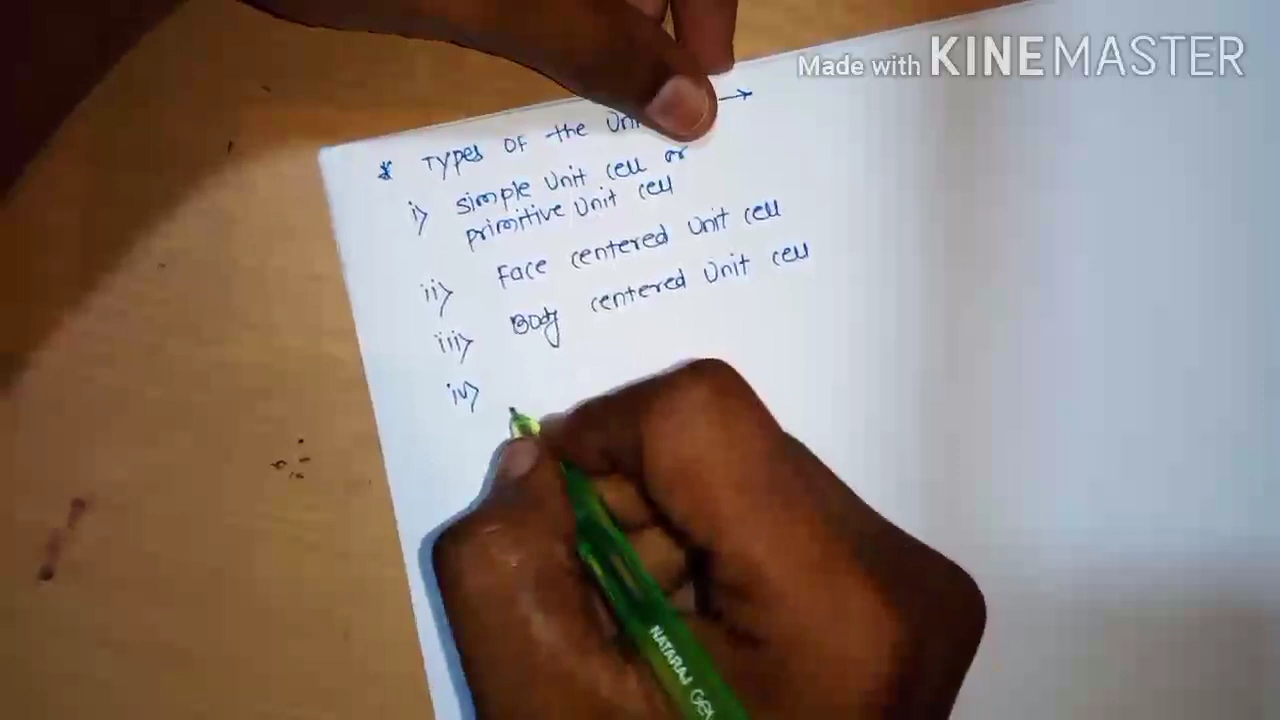 Made with KINEMASTER
* Types OF the
i) simple Unit cell or
primitive Unit cell
ii) Face centered Unit cell
iii) Body centered Unit cell
iv)
NATARAJ